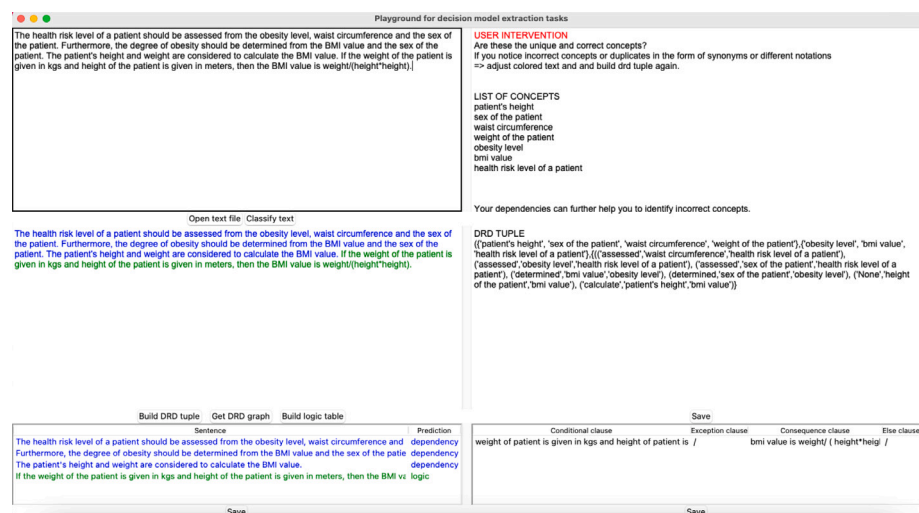 Playground for decision model extraction tasks
The health risk level of a patient should be assessed from the obesity level, waist circumference and the sex of
the patient. Furthermore, the degree of obesity should be determined from the BMI value and the sex of the
patient. The patient's height and weight are considered to calculate the BMI value. If the weight of the patient is
given in kgs and height of the patient is given in meters, then the BMI value is weight/(height*height).
Open text file Classify text
The health risk level of a patient should be assessed from the obesity level, waist circumference and the sex of
the patient. Furthermore, the degree of obesity should be determined from the BMI value and the sex of the
patient. The patient's height and weight are considered to calculate the BMI value. If the weight of the patient is
given in kgs and height of the patient is given in meters, then the BMI value is weight/(height*height).
Build DRD tuple Get DRD graph Build logic table
Sentence Prediction
The health risk level of a patient should be assessed from the obesity level, waist circumference and dependency
Furthermore, the degree of obesity should be determined from the BMI value and the sex of the patie dependency
The patient's height and weight are considered to calculate the BMI value. dependency
If the weight of the patient is given in kgs and height of the patient is given in meters, then the BMI va logic
Save
USER INTERVENTION
Are these the unique and correct concepts?
If you notice incorrect concepts or duplicates in the form of synonyms or different notations
=> adjust colored text and and build drd tuple again.
LIST OF CONCEPTS
patient's height
sex of the patient
waist circumference
weight of the patient
obesity level
bmi value
health risk level of a patient
Your dependencies can further help you to identify incorrect concepts.
DRD TUPLE
({'patient's height', 'sex of the patient', 'waist circumference', 'weight of the patient'},{'obesity level', 'bmi value',
'health risk level of a patient'},{(('assessed','waist circumference','health risk level of a patient'),
('assessed','obesity level','health risk level of a patient'), ('assessed','sex of the patient','health risk level of a
patient'), ('determined','bmi value','obesity level'), (determined,'sex of the patient','obesity level'), ('None','height
of the patient','bmi value'), ('calculate','patient's height','bmi value')}
Save
Conditional clause Exception clause Consequence clause Else clause
weight of patient is given in kgs and height of patient is / bmi value is weight/ ( height*heigl /
Save